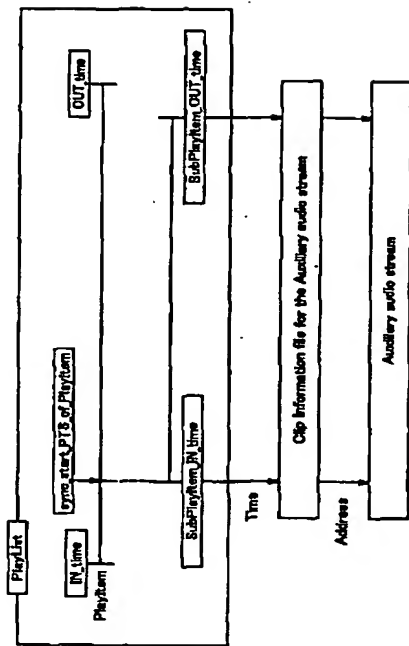 PlayList
IN_time
OUT_time
PlayItem
sync_start_PTS_of_PlayItem
SubPlayItem_IN_time
SubPlayItem_OUT_time
Time
Clip Information file for the Auxiliary audio stream
Address
Auxiliary audio stream